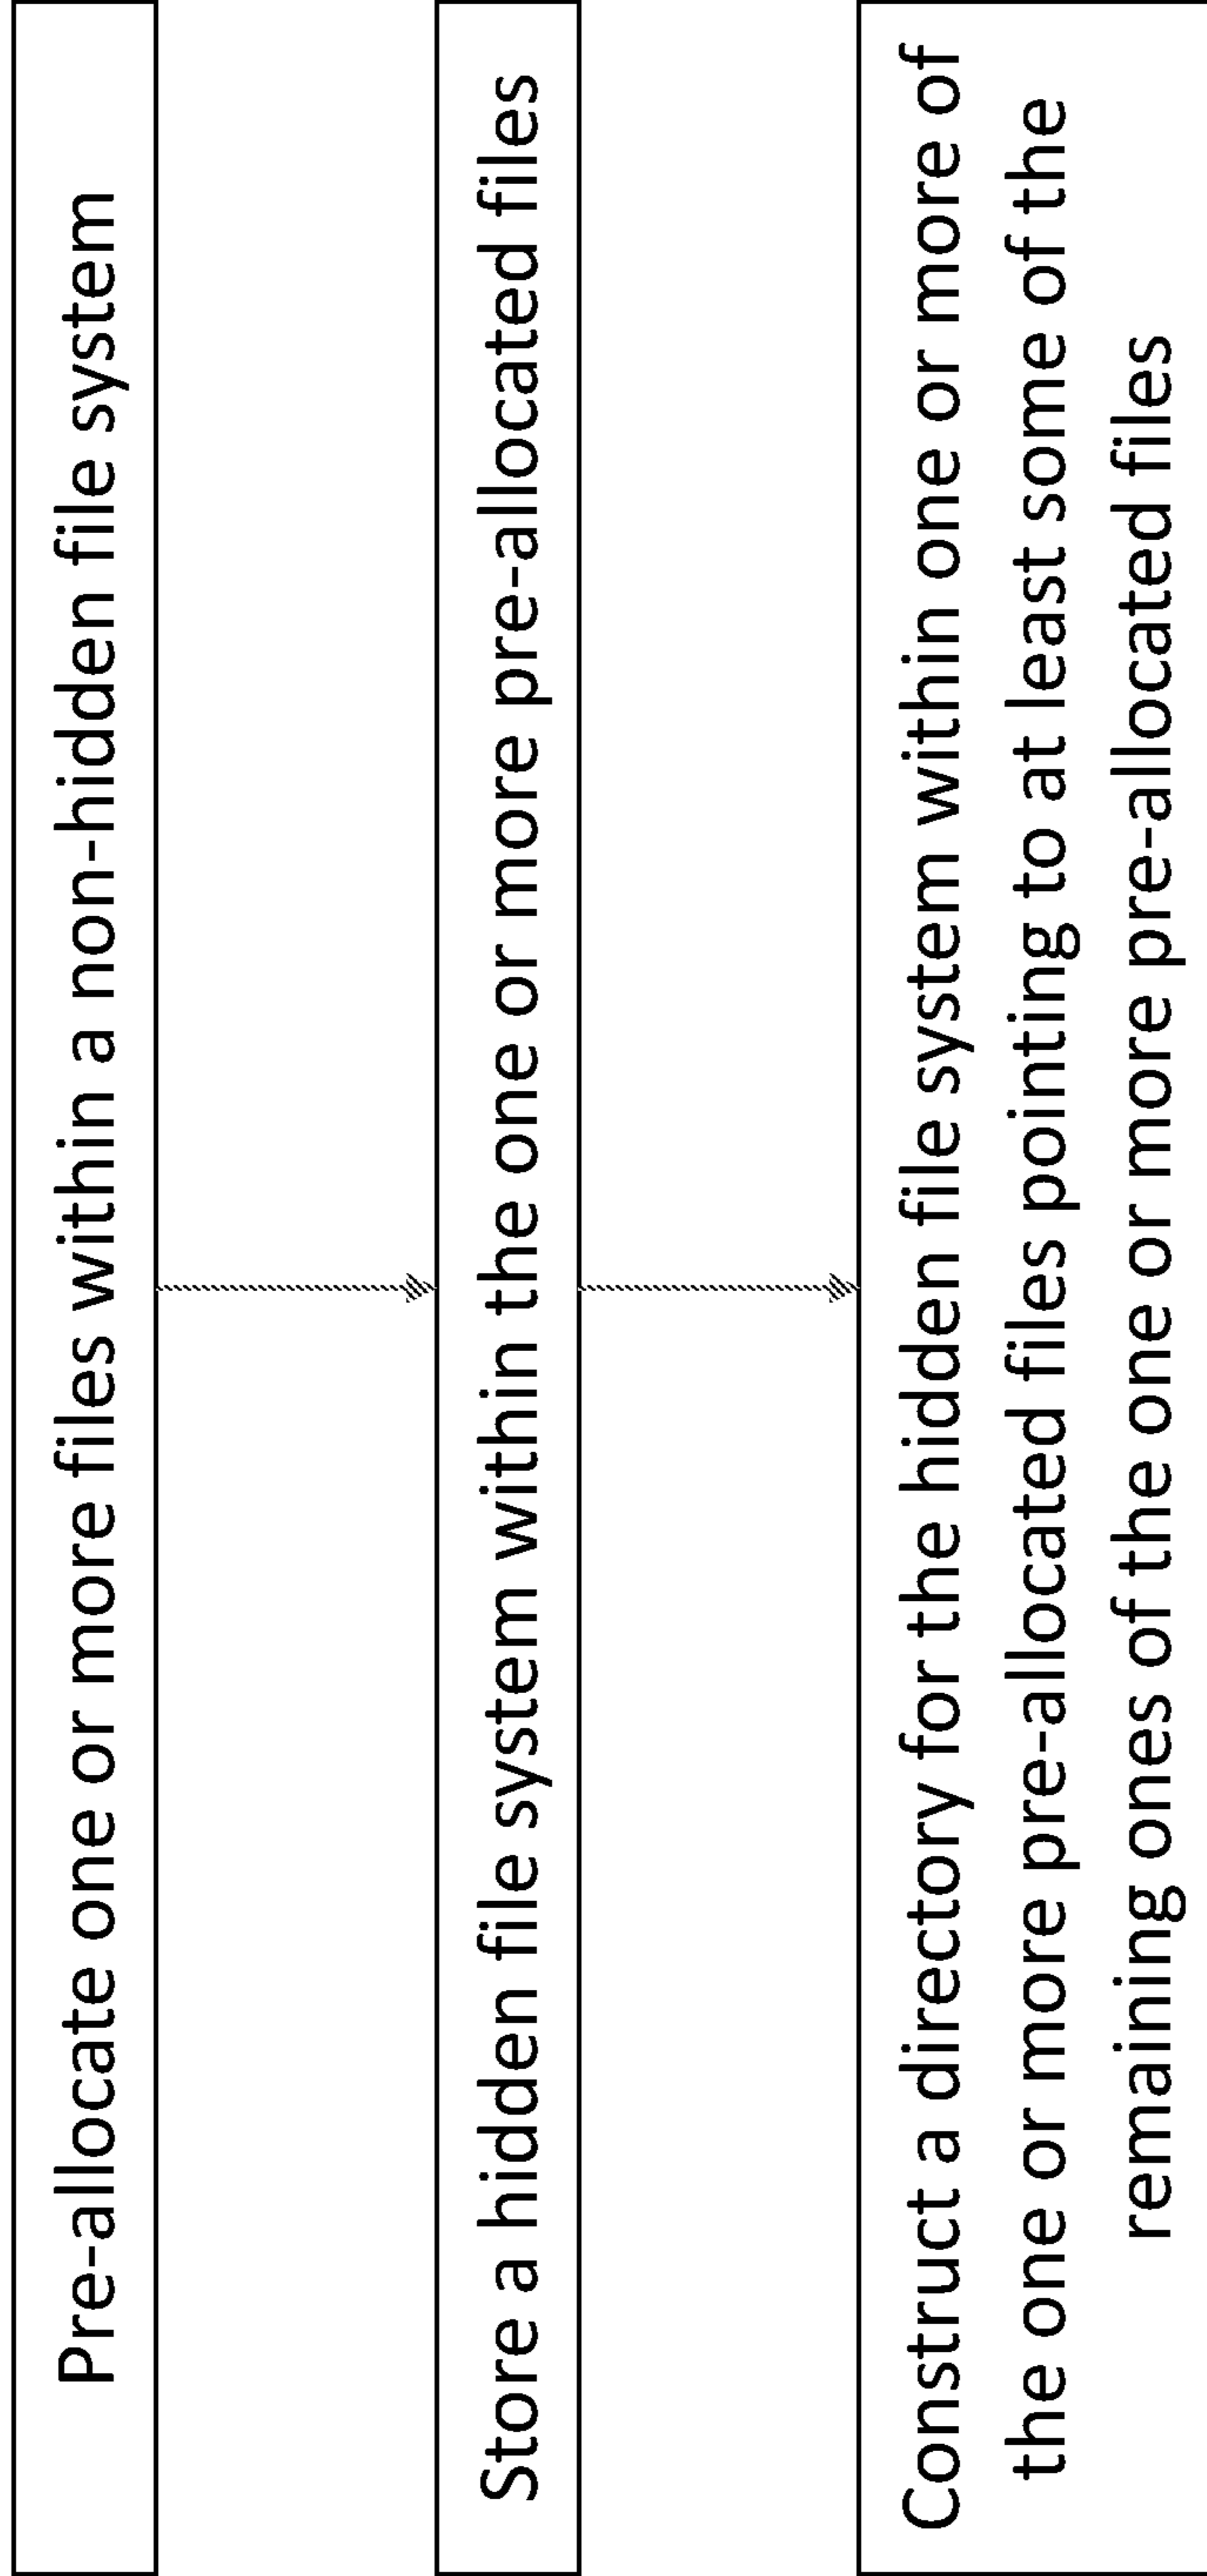 Pre-allocate one or more files within a non-hidden file system
Store a hidden file system within the one or more pre-allocated files
Construct a directory for the hidden file system within one or more of
the one or more pre-allocated files pointing to at least some of the
remaining ones of the one or more pre-allocated files